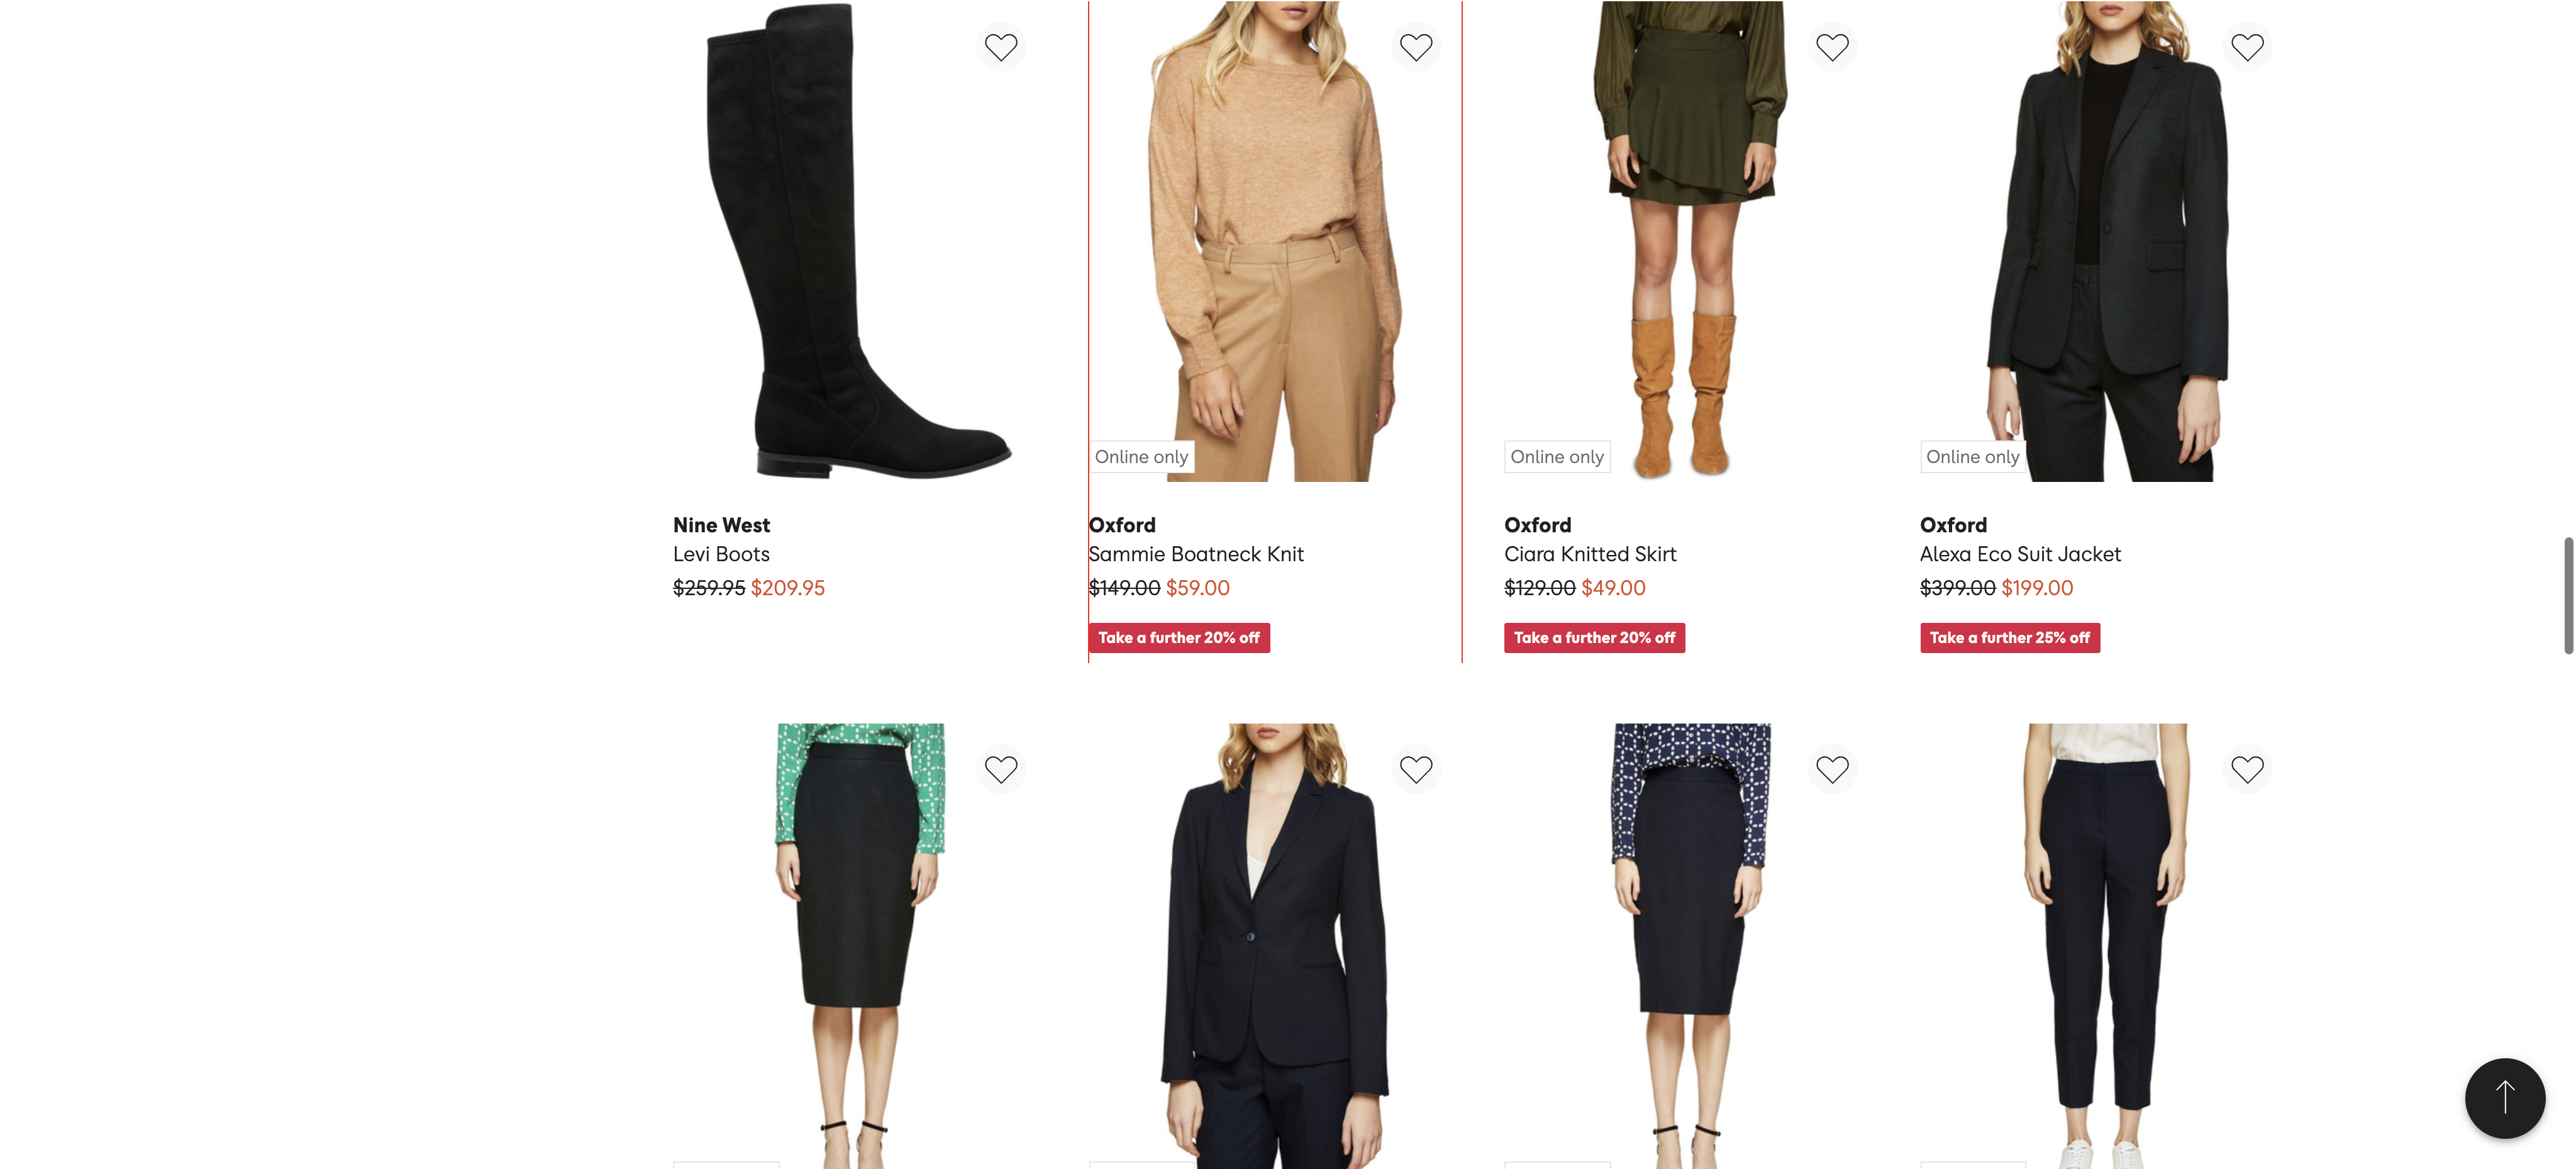 Online only
Online only
Online only
Nine West
Levi Boots
$259.95 $209.95
Oxford
Sammie Boatneck Knit
$149.00 $59.00
Take a further 20% off
Oxford
Ciara Knitted Skirt
$129.00 $49.00
Take a further 20% off
Oxford
Alexa Eco Suit Jacket
$399.00 $199.00
Take a further 25% off